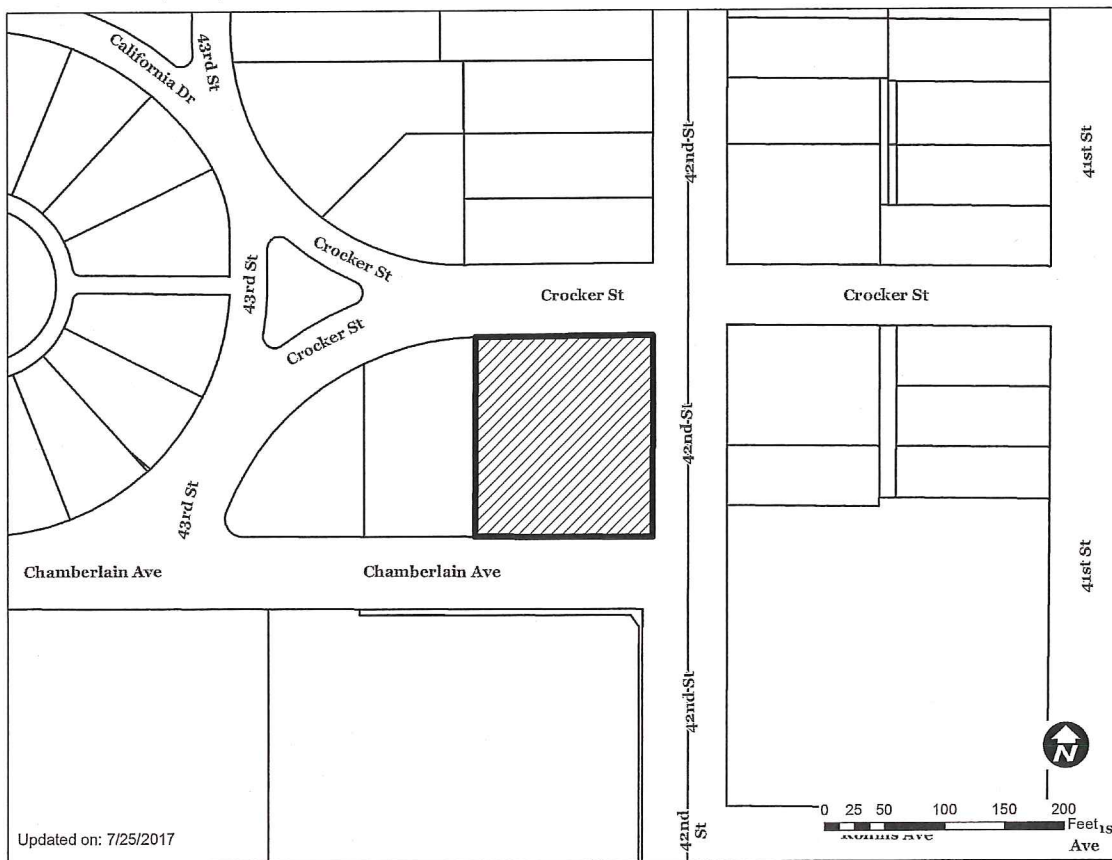 California Dr
43rd St
42nd-St
41st St
Crocker St
43rd St
Crocker St
Crocker St
Crocker St
42nd-St
43rd St
Chamberlain Ave
Chamberlain Ave
41st St
42nd-St
N
0 25 50 100 150 200
Feet
Ave
42nd St
Updated on: 7/25/2017